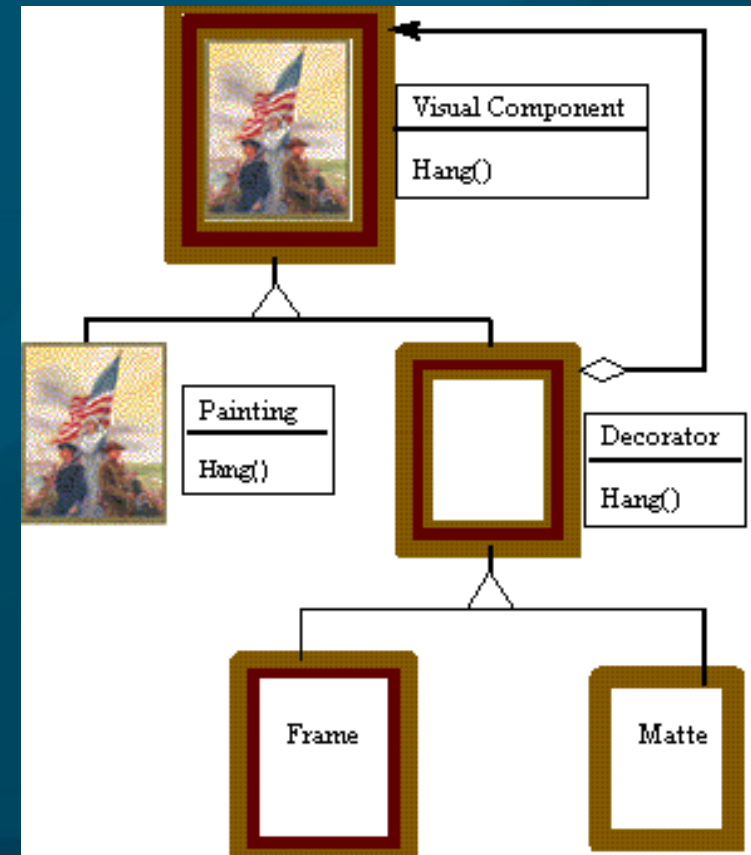 Visual Component
Hang()
Painting
Hang()
Decorator
Hang()
Frame
Matte